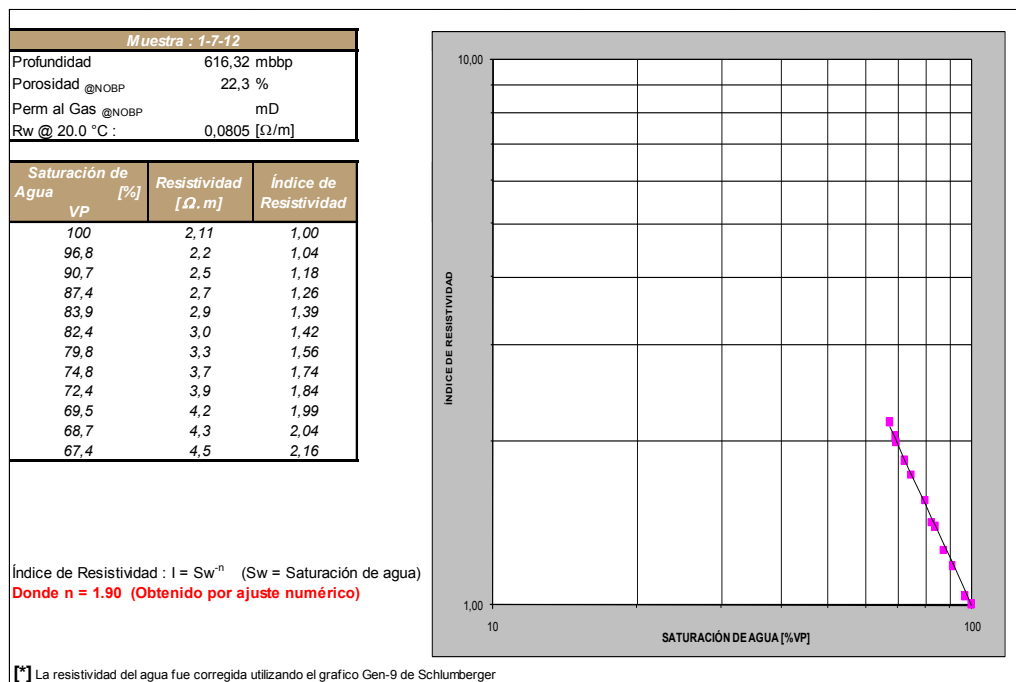 Muestra : 1-7-12
Profundidad 616,32 mbbp
Porosidad @NOBP 22,3 %
Perm al Gas @NOBP mD
Rw @ 20.0 °C : 0,0805 [Ω/m]
Saturación de Agua [%] VP Resistividad [Ω. m] Índice de Resistividad
100 2,11 1,00
96,8 2,2 1,04
90,7 2,5 1,18
87,4 2,7 1,26
83,9 2,9 1,39
82,4 3,0 1,42
79,8 3,3 1,56
74,8 3,7 1,74
72,4 3,9 1,84
69,5 4,2 1,99
68,7 4,3 2,04
67,4 4,5 2,16
Índice de Resistividad : I = Sw⁻ⁿ (Sw = Saturación de agua)
Donde n = 1.90 (Obtenido por ajuste numérico)
10,00
ÍNDICE DE RESISTIVIDAD
1,00
10 100
SATURACIÓN DE AGUA [%VP]
[*] La resistividad del agua fue corregida utilizando el grafico Gen-9 de Schlumberger